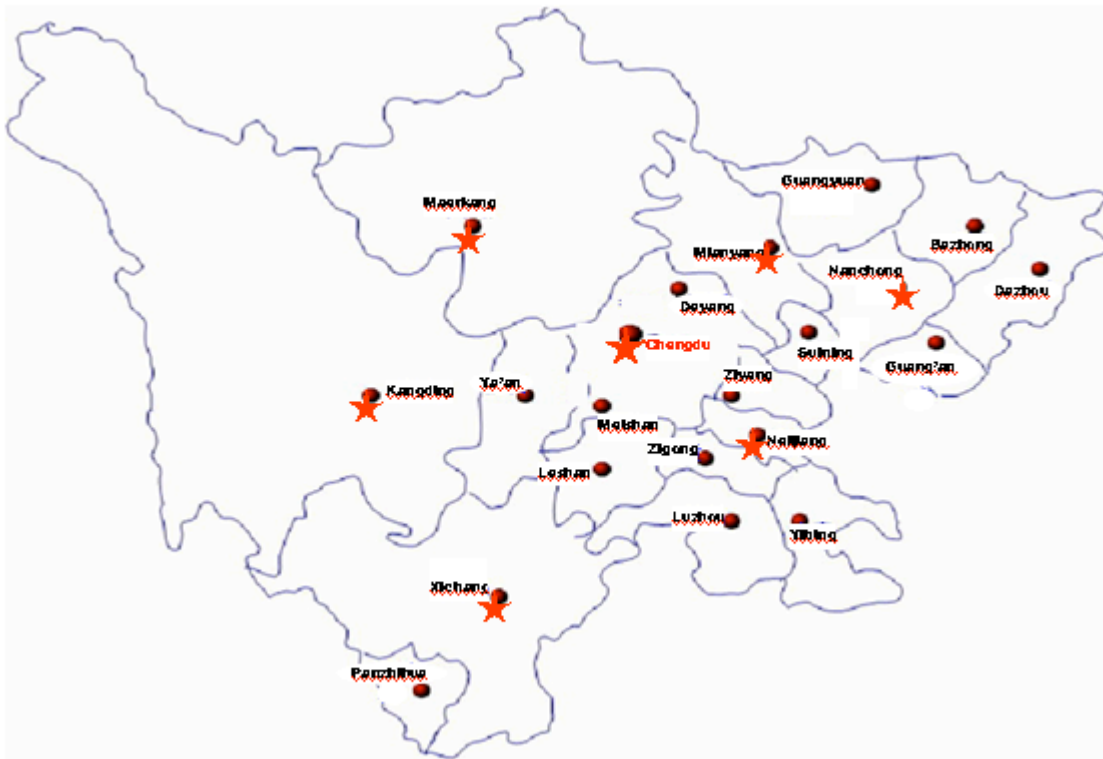 Guangyuan
Maerkang
Bazhong
Mianyang
Nanchong
Dazhou
Deyang
Chengdu
Suining
Guang'an
Ziyang
Ya'an
Kangding
Meishan
Neijiang
Zigong
Leshan
Luzhou
Yibing
Xichang
Panzhihua